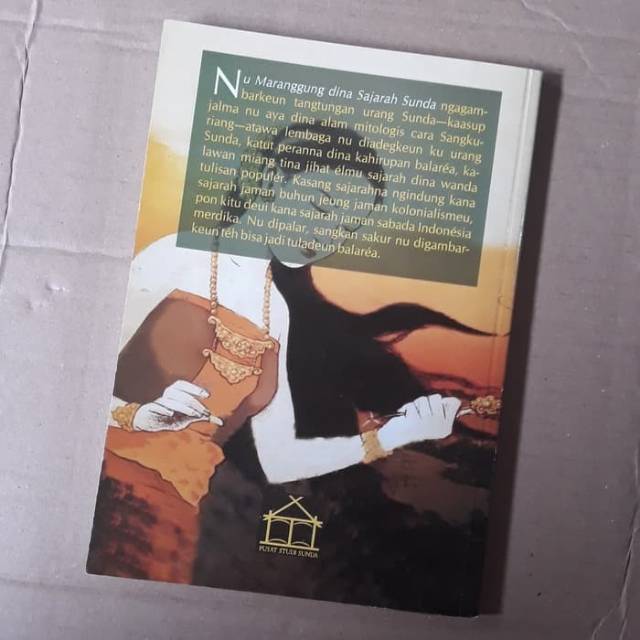 Nu Maranggung dina Sajarah Sunda ngagam-
barkeun tangtungan urang Sunda—kaasup
jalma nu aya dina alam mitologis cara Sangku-
riang—atawa lembaga nu diadegkeun ku urang
Sunda, katut peranna dina kahirupan balaréa, ka-
lawan miang tina jihat élmu sajarah dina wanda
tulisan populér. Kasang sajarahna ngindung kana
sajarah jaman buhun jeung jaman kolonialismeu,
pon kitu deui kana sajarah jaman sabada Indonésia
merdika. Nu dipalar, sangkan sakur nu digambar-
keun téh bisa jadi tuladeun balaréa.
PUSAT STUDI SUNDA